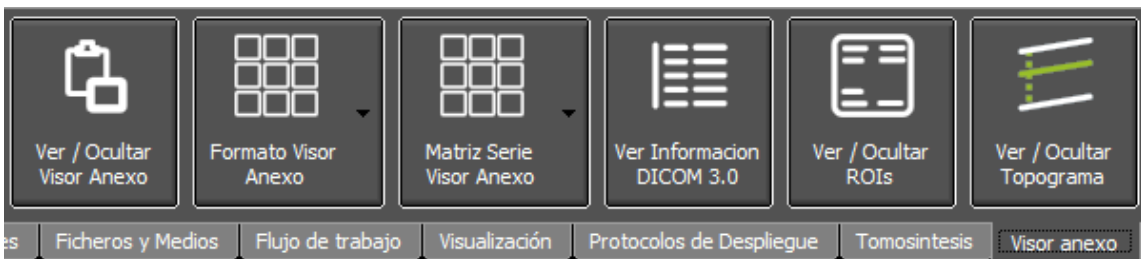 Ver / Ocultar
Visor Anexo
Formato Visor
Anexo
Matriz Serie
Visor Anexo
Ver Informacion
DICOM 3.0
Ver / Ocultar
ROIs
Ver / Ocultar
Topograma
es
Ficheros y Medios
Flujo de trabajo
Visualización
Protocolos de Despliegue
Tomosintesis
Visor anexo